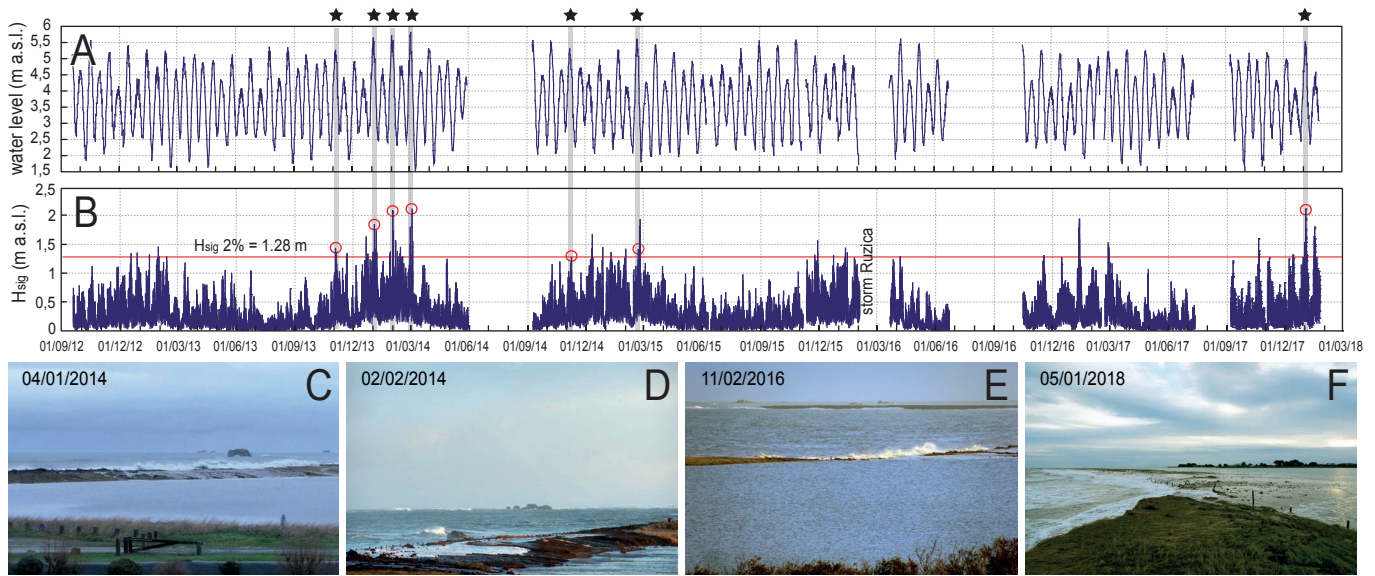 A
water level (m a.s.l.)
6
5,5
5
4,5
4
3,5
3
2,5
2
1,5
B
Hsig (m a.s.l.)
2,5
2
1,5
1
0,5
0
Hsig 2% = 1.28 m
storm Ruzica
01/09/12 01/12/12 01/03/13 01/06/13 01/09/13 01/12/13 01/03/14 01/06/14 01/09/14 01/12/14 01/03/15 01/06/15 01/09/15 01/12/15 01/03/16 01/06/16 01/09/16 01/12/16 01/03/17 01/06/17 01/09/17 01/12/17 01/03/18
04/01/2014 C
02/02/2014 D
11/02/2016 E
05/01/2018 F